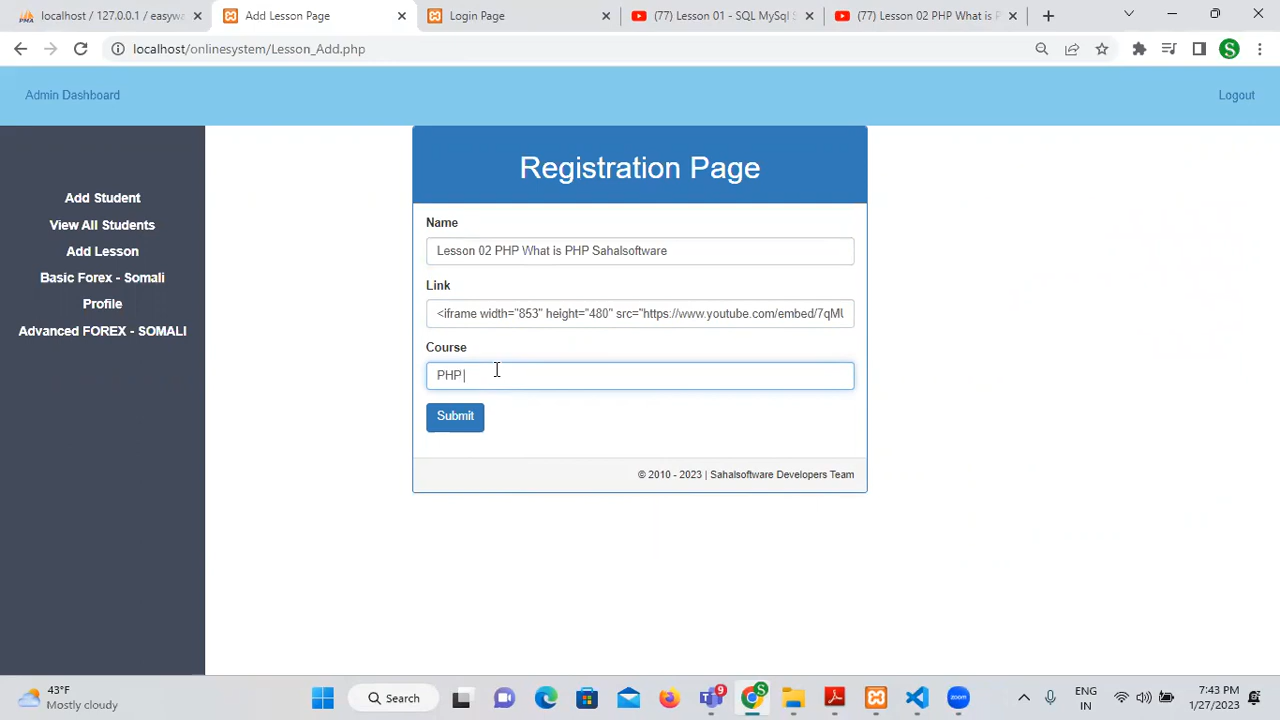 localhost / 127.0.0.1 / easywa
Add Lesson Page
Login Page
(77) Lesson 01 - SQL MySql S
(77) Lesson 02 PHP What is P
localhost/onlinesystem/Lesson_Add.php
S
Admin Dashboard
Logout
Registration Page
Add Student
View All Students
Add Lesson
Basic Forex - Somali
Profile
Advanced FOREX - SOMALI
Name
Lesson 02 PHP What is PHP Sahalsoftware
Link
<iframe width="853" height="480" src="https://www.youtube.com/embed/7qMU
Course
PHP
Submit
© 2010 - 2023 | Sahalsoftware Developers Team
43°F
Mostly cloudy
Search
9
S
zoom
ENG
IN
7:43 PM
1/27/2023